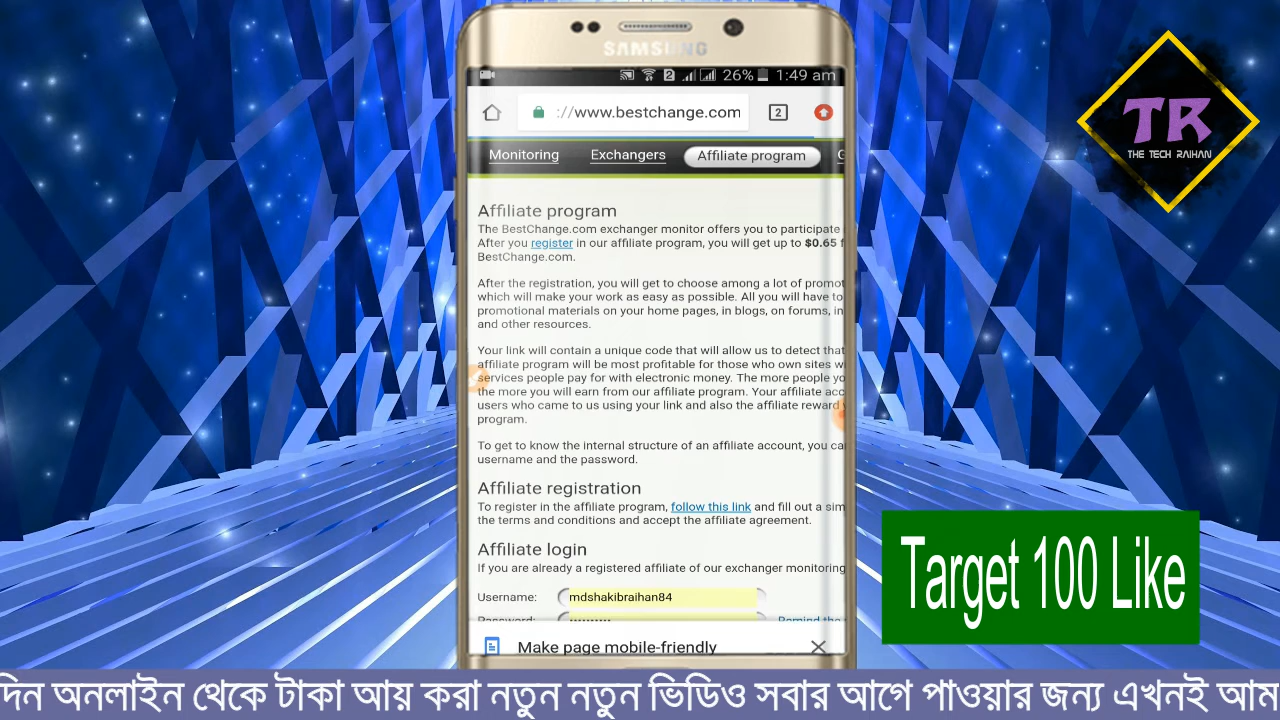 SAMSUNG
2 26% 1:49 am
://www.bestchange.com 2
Monitoring Exchangers Affiliate program
TR
THE TECH RAIHAN
Affiliate program
The BestChange.com exchanger monitor offers you to participate
After you register in our affiliate program, you will get up to $0.65 f
BestChange.com.
After the registration, you will get to choose among a lot of promot
which will make your work as easy as possible. All you will have to
promotional materials on your home pages, in blogs, on forums, in
and other resources.
Your link will contain a unique code that will allow us to detect that
affiliate program will be most profitable for those who own sites w
services people pay for with electronic money. The more people yo
the more you will earn from our affiliate program. Your affiliate acc
users who came to us using your link and also the affiliate reward
program.
To get to know the internal structure of an affiliate account, you ca
username and the password.
Affiliate registration
To register in the affiliate program, follow this link and fill out a sim
the terms and conditions and accept the affiliate agreement.
Affiliate login
If you are already a registered affiliate of our exchanger monitoring
Username: mdshakibraihan84
Password: Remind the
Make page mobile-friendly
Target 100 Like
দিন অনলাইন থেকে টাকা আয় করা নতুন নতুন ভিডিও সবার আগে পাওয়ার জন্য এখনই আম